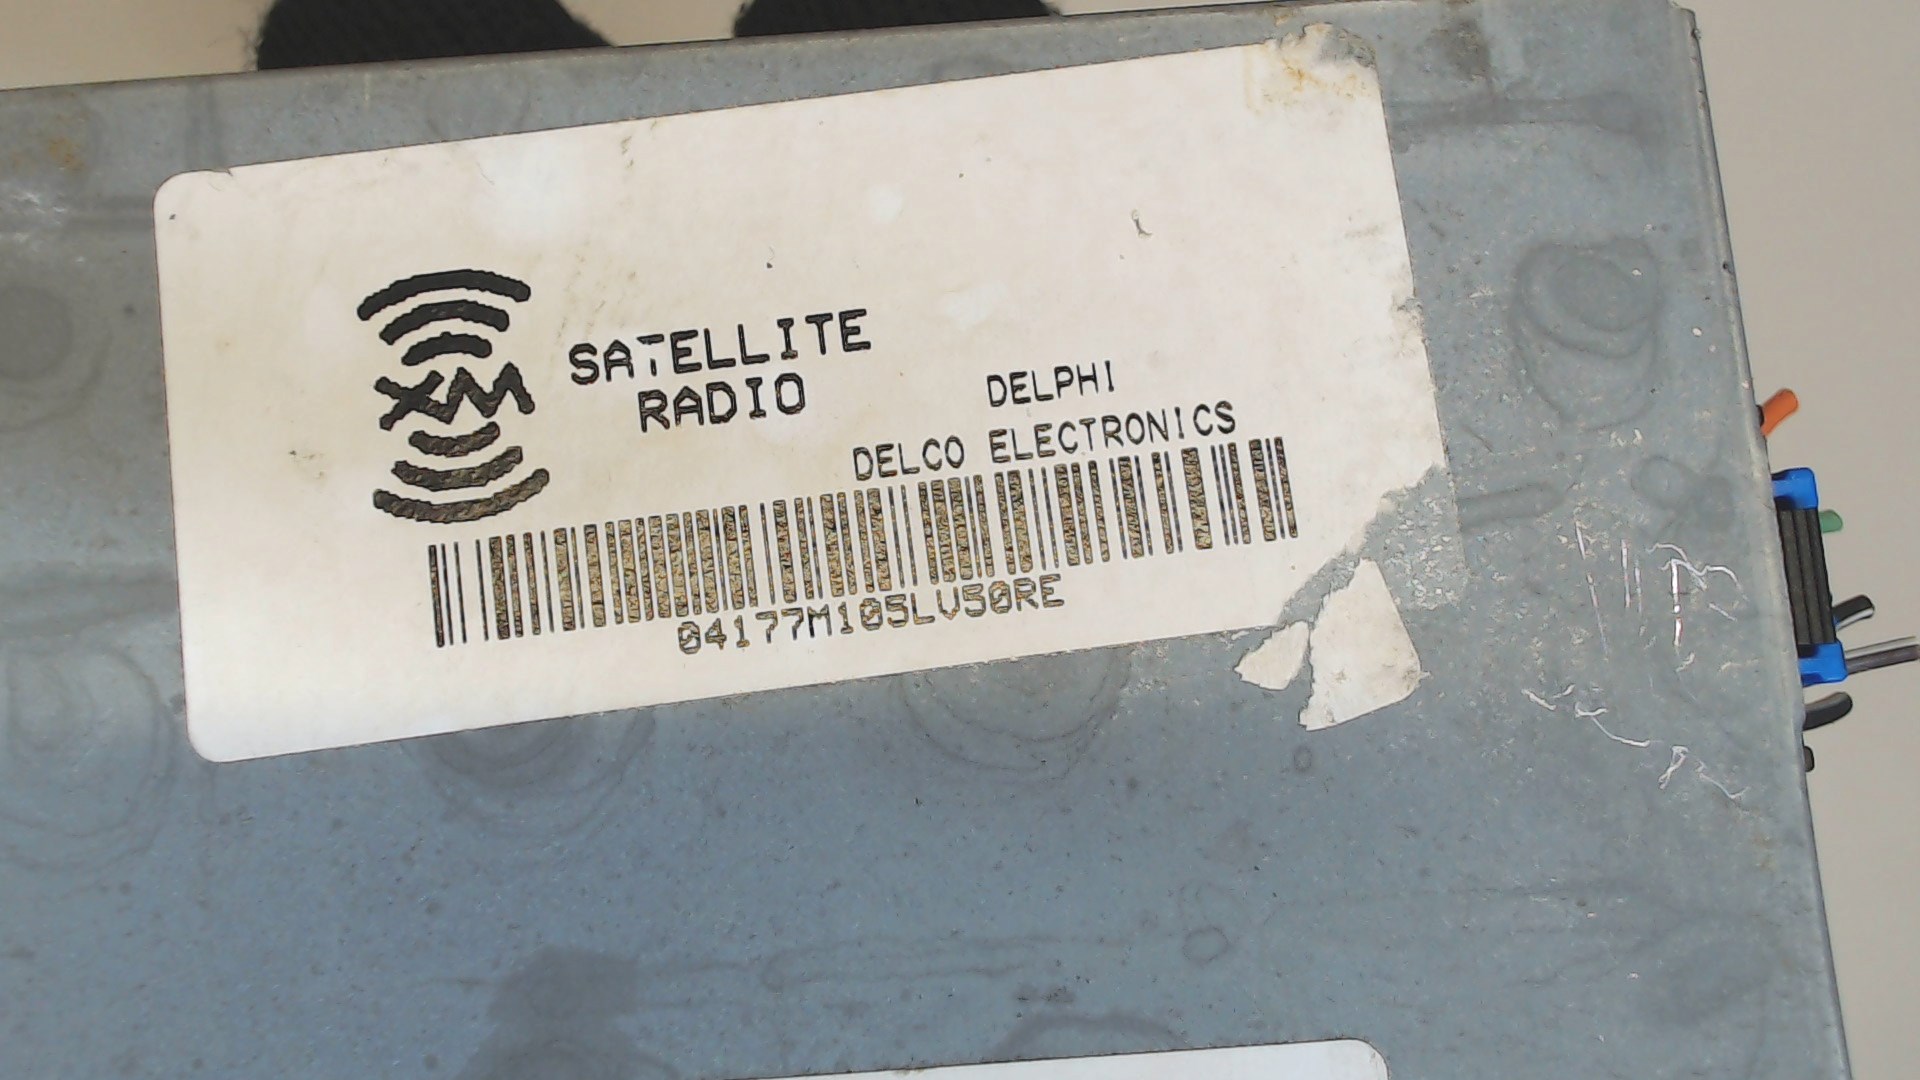 XM
SATELLITE
RADIO
DELPHI
DELCO ELECTRONICS
04177M105LV50RE